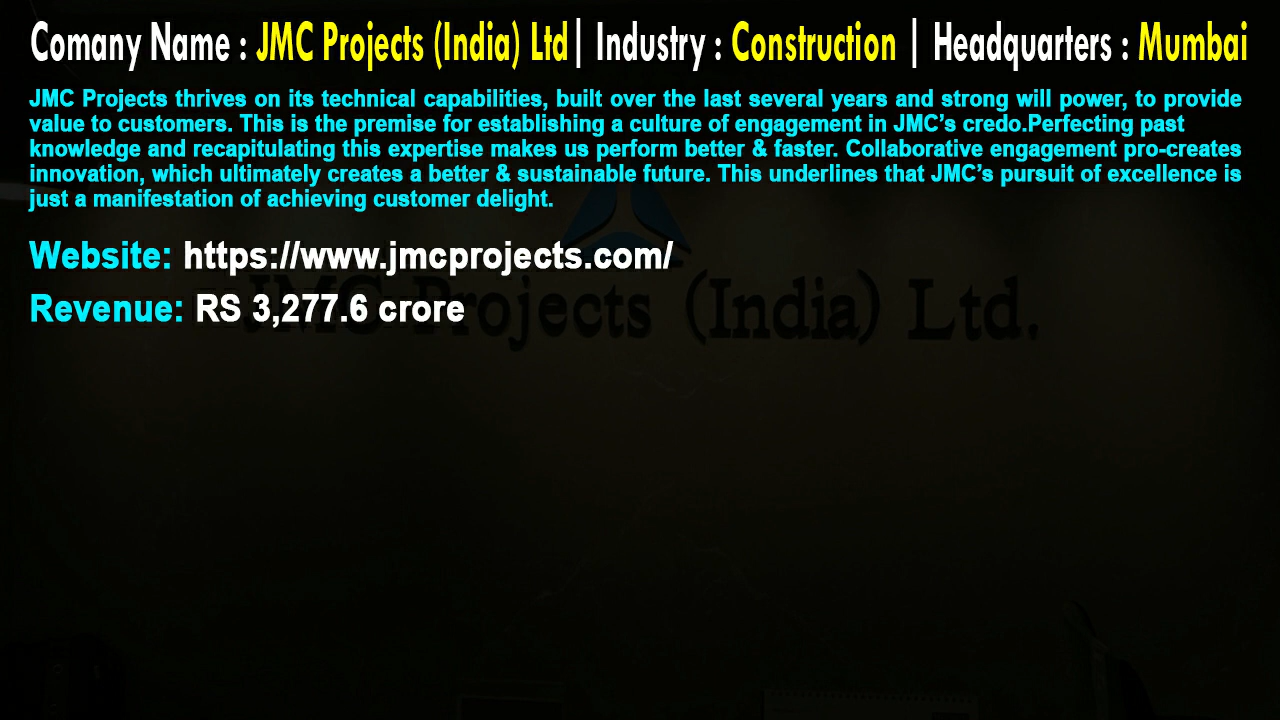 Comany Name : JMC Projects (India) Ltd| Industry : Construction | Headquarters : Mumbai
JMC Projects thrives on its technical capabilities, built over the last several years and strong will power, to provide
value to customers. This is the premise for establishing a culture of engagement in JMC’s credo.Perfecting past
knowledge and recapitulating this expertise makes us perform better & faster. Collaborative engagement pro-creates
innovation, which ultimately creates a better & sustainable future. This underlines that JMC’s pursuit of excellence is
just a manifestation of achieving customer delight.
Website: https://www.jmcprojects.com/
JMC Projects (India) Ltd.
Revenue: RS 3,277.6 crore